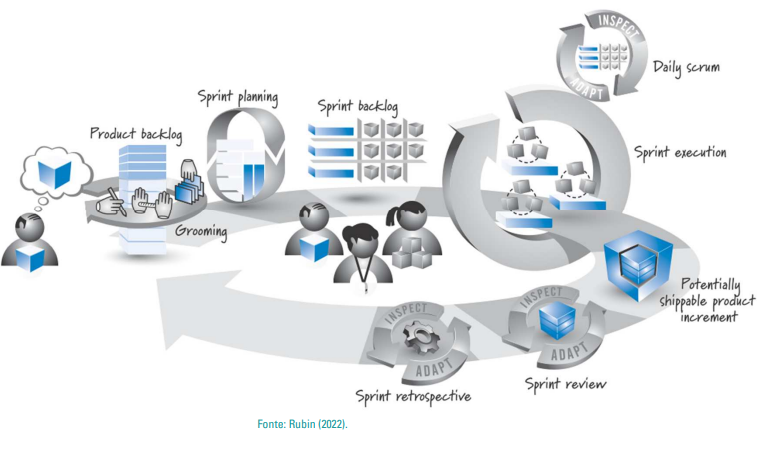 INSPECT
ADAPT
Daily scrum
Sprint planning
Sprint backlog
Product backlog
Sprint execution
Grooming
Potentially
shippable product
increment
INSPECT
ADAPT
Sprint review
INSPECT
ADAPT
Sprint retrospective
Fonte: Rubin (2022).